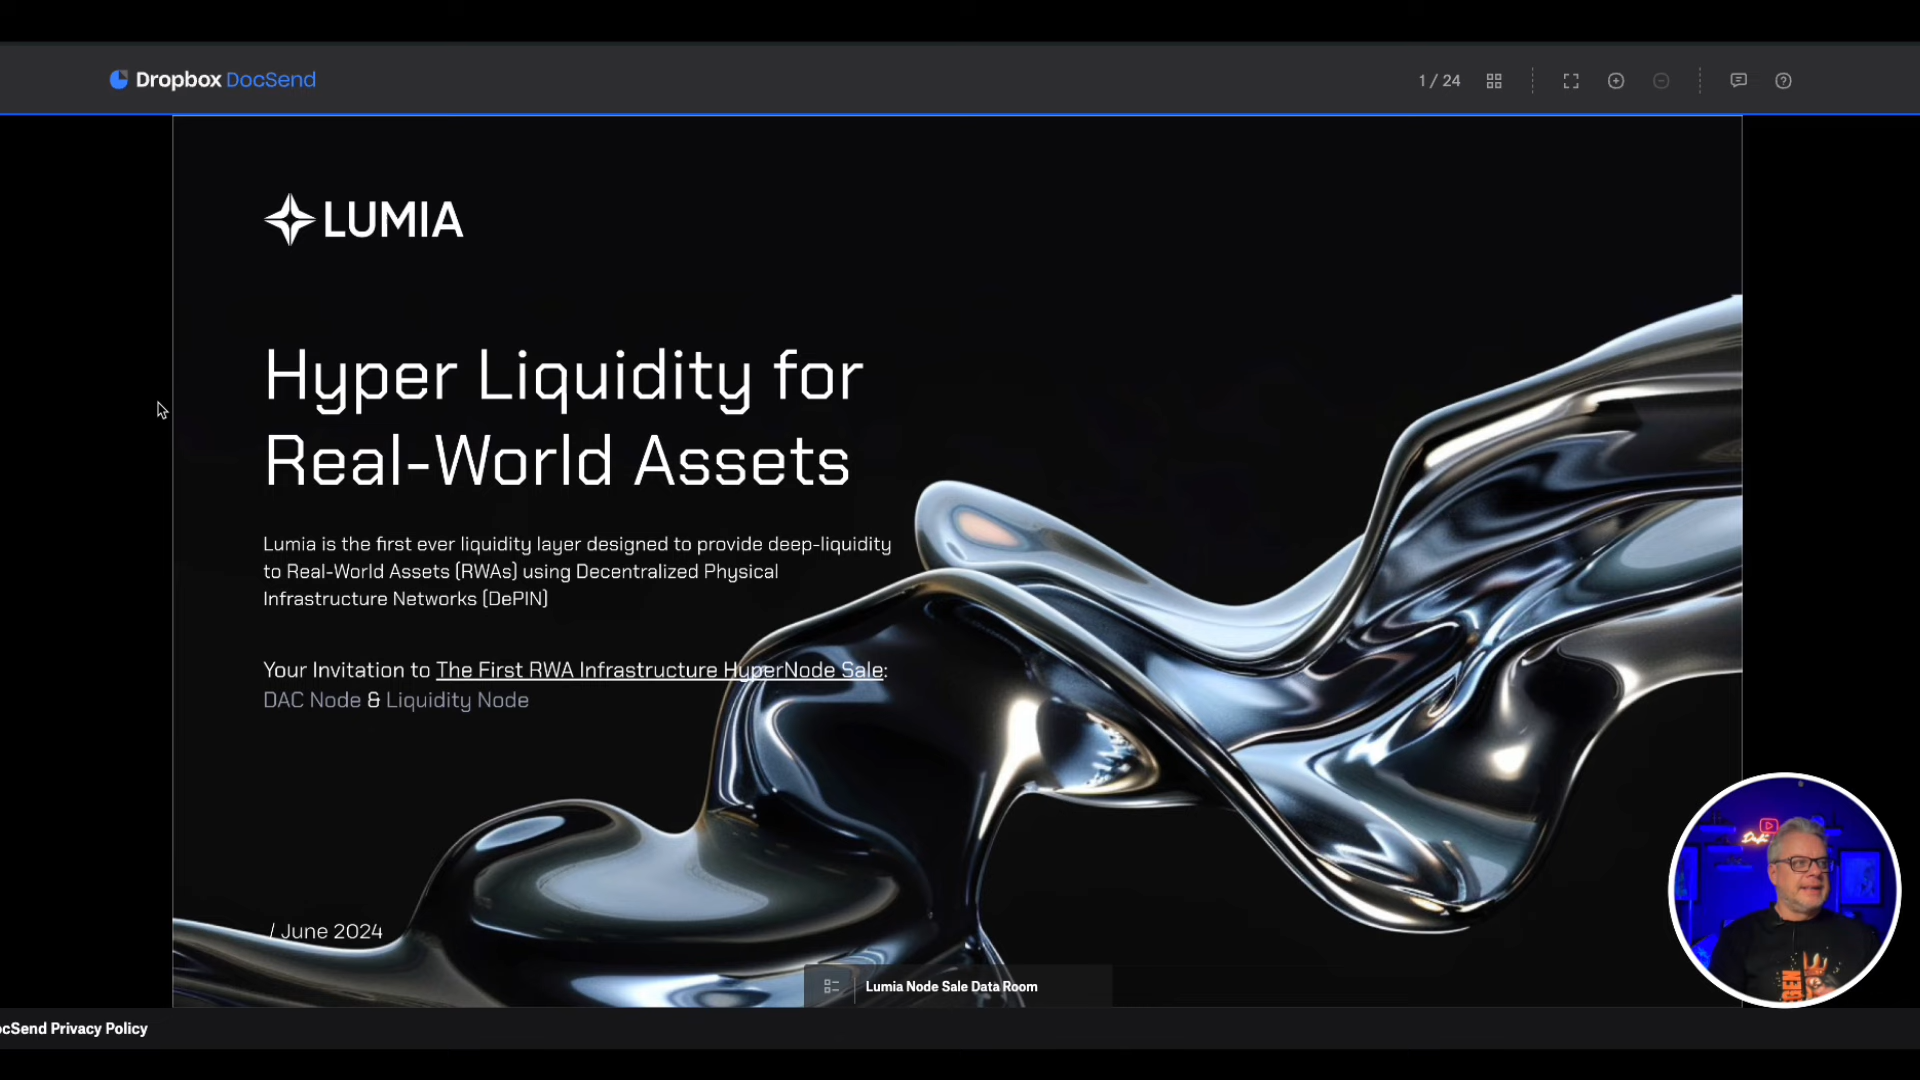 Dropbox DocSend
1 / 24
LUMIA
Hyper Liquidity for
Real-World Assets
Lumia is the first ever liquidity layer designed to provide deep-liquidity
to Real-World Assets (RWAs) using Decentralized Physical
Infrastructure Networks (DePIN)
Your Invitation to The First RWA Infrastructure HyperNode Sale:
DAC Node & Liquidity Node
/ June 2024
Lumia Node Sale Data Room
ocSend Privacy Policy